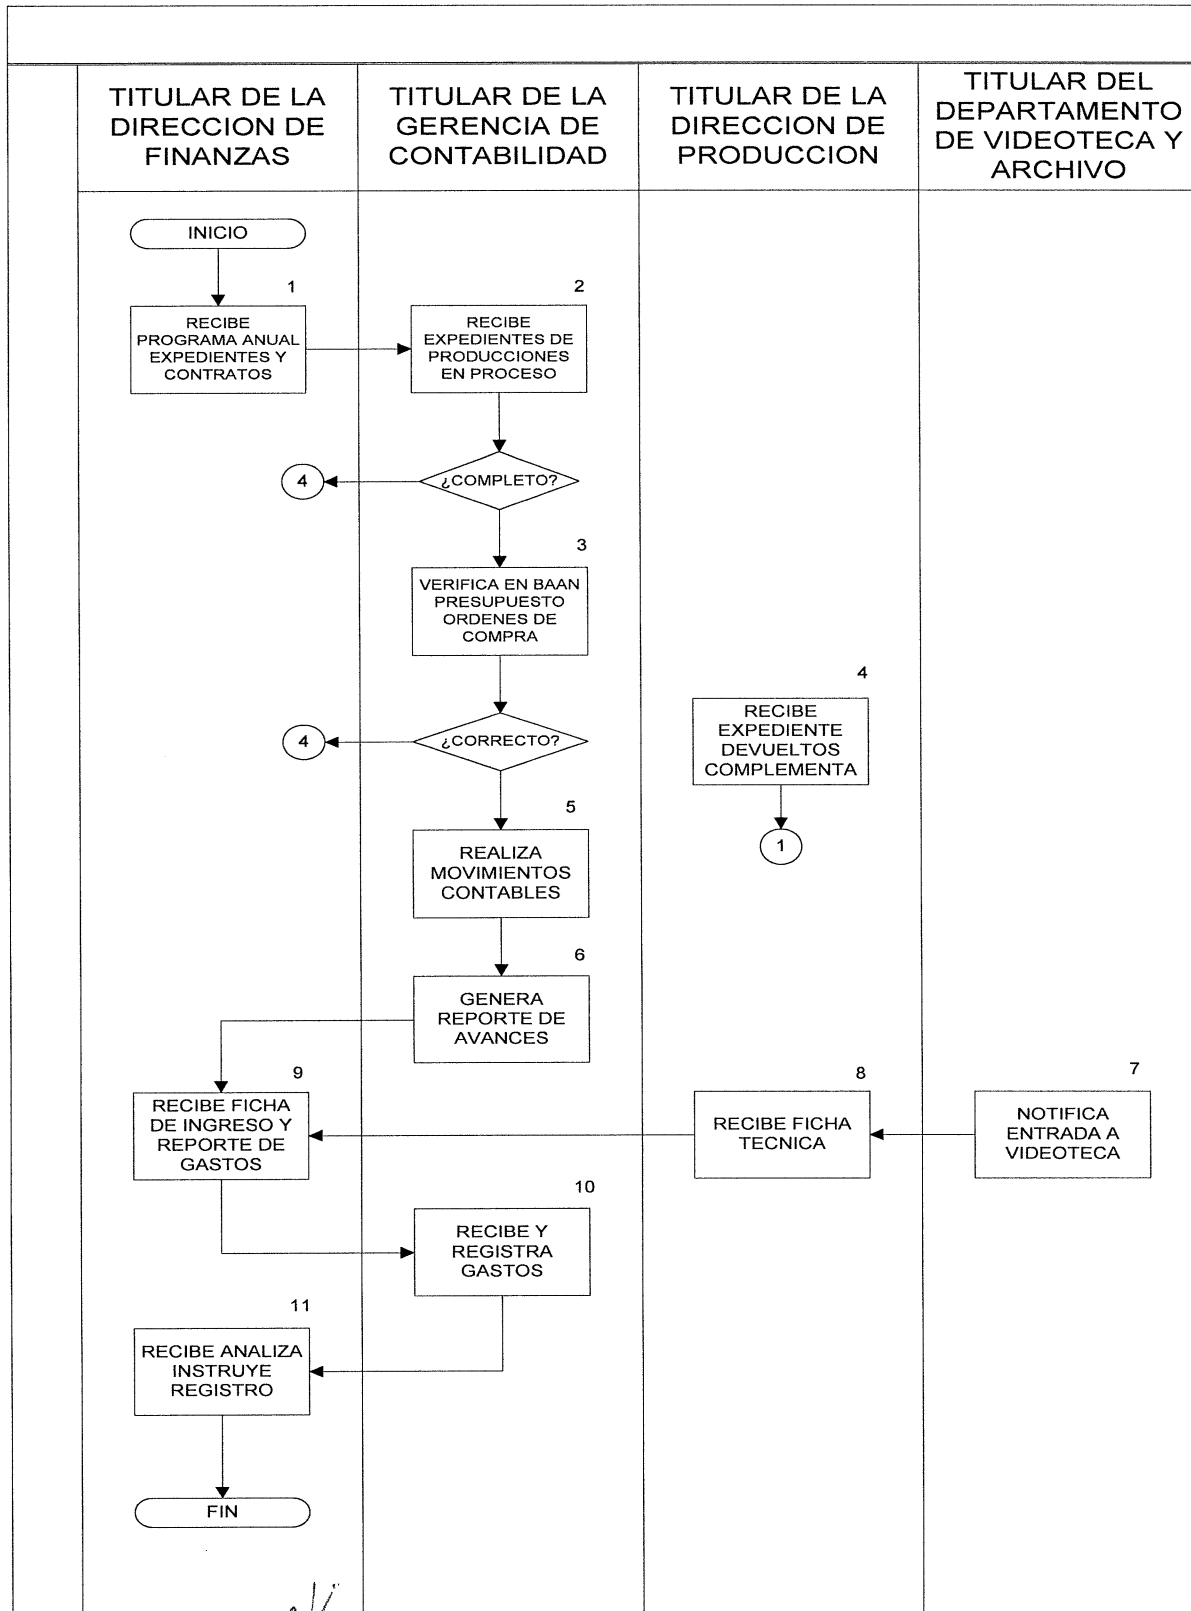 TITULAR DE LA
DIRECCION DE
FINANZAS
TITULAR DE LA
GERENCIA DE
CONTABILIDAD
TITULAR DE LA
DIRECCION DE
PRODUCCION
TITULAR DEL
DEPARTAMENTO
DE VIDEOTECA Y
ARCHIVO
INICIO
1
RECIBE
PROGRAMA ANUAL
EXPEDIENTES Y
CONTRATOS
2
RECIBE
EXPEDIENTES DE
PRODUCCIONES
EN PROCESO
¿COMPLETO?
4
3
VERIFICA EN BAAN
PRESUPUESTO
ORDENES DE
COMPRA
¿CORRECTO?
4
4
RECIBE
EXPEDIENTE
DEVUELTOS
COMPLEMENTA
1
5
REALIZA
MOVIMIENTOS
CONTABLES
6
GENERA
REPORTE DE
AVANCES
7
NOTIFICA
ENTRADA A
VIDEOTECA
8
RECIBE FICHA
TECNICA
9
RECIBE FICHA
DE INGRESO Y
REPORTE DE
GASTOS
10
RECIBE Y
REGISTRA
GASTOS
11
RECIBE ANALIZA
INSTRUYE
REGISTRO
FIN